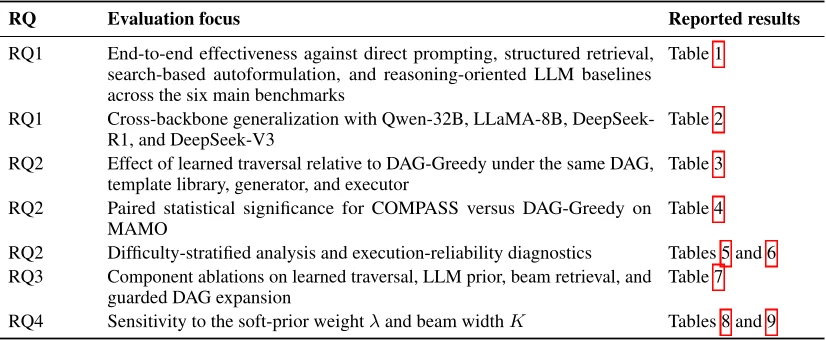 RQ Evaluation focus Reported results
RQ1 End-to-end effectiveness against direct prompting, structured retrieval, Table 1
search-based autoformulation, and reasoning-oriented LLM baselines
across the six main benchmarks
RQ1 Cross-backbone generalization with Qwen-32B, LLaMA-8B, DeepSeek- Table 2
R1, and DeepSeek-V3
RQ2 Effect of learned traversal relative to DAG-Greedy under the same DAG, Table 3
template library, generator, and executor
RQ2 Paired statistical significance for COMPASS versus DAG-Greedy on Table 4
MAMO
RQ2 Difficulty-stratified analysis and execution-reliability diagnostics Tables 5 and 6
RQ3 Component ablations on learned traversal, LLM prior, beam retrieval, and Table 7
guarded DAG expansion
RQ4 Sensitivity to the soft-prior weight λ and beam width K Tables 8 and 9